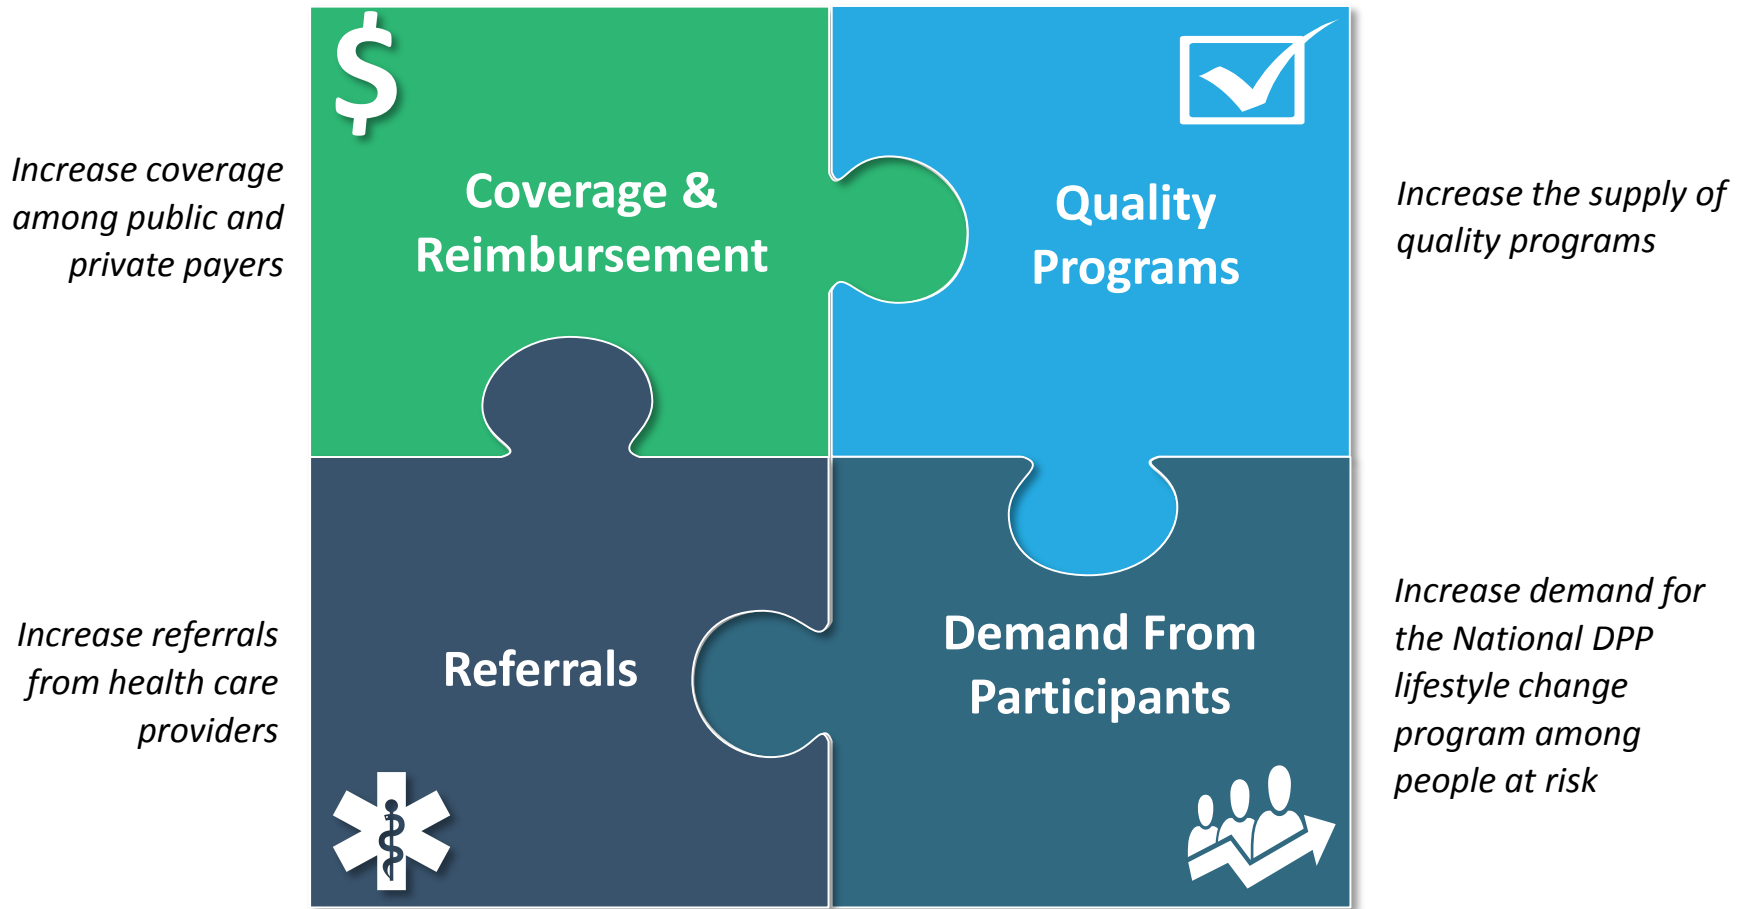 $
Increase coverage
among public and
private payers
Coverage &
Reimbursement
Quality
Programs
Increase the supply of
quality programs
Increase referrals
from health care
providers
Referrals
Demand From
Participants
Increase demand for
the National DPP
lifestyle change
program among
people at risk